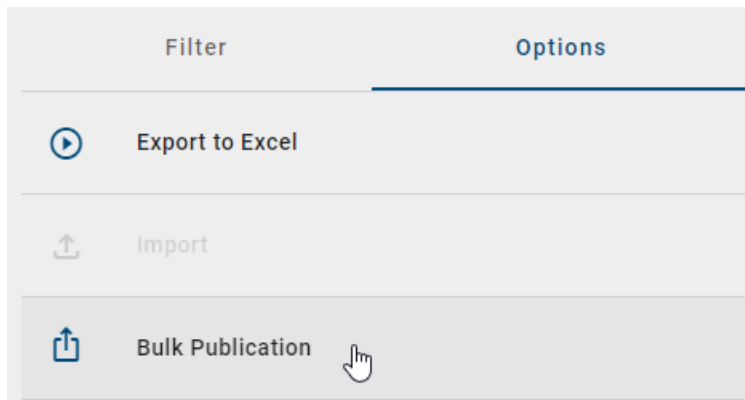 Filter Options
Export to Excel
Import
Bulk Publication